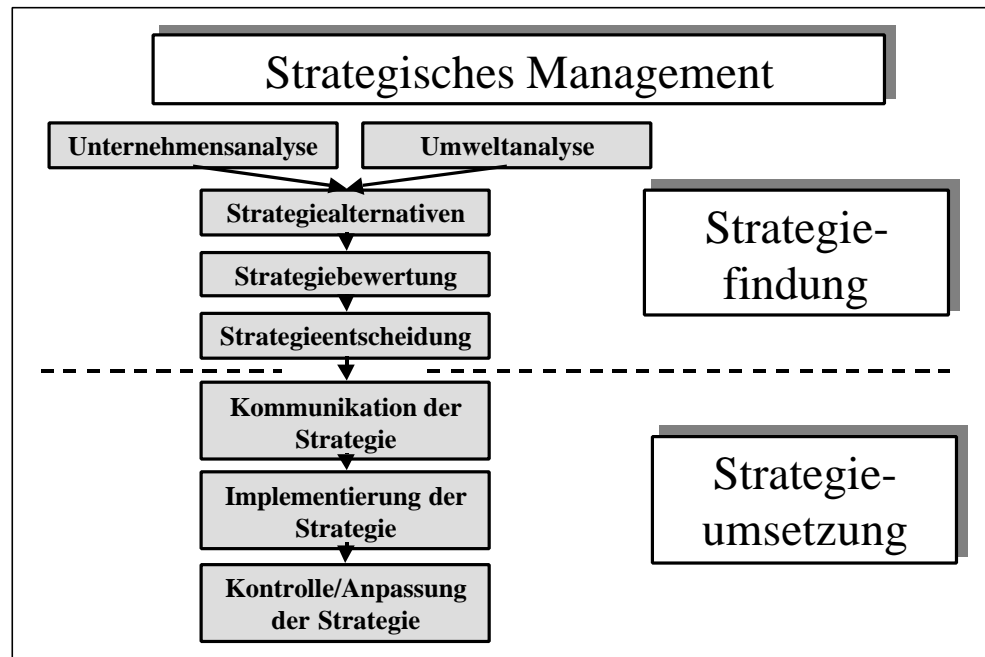 Strategisches Management
Unternehmensanalyse
Umweltanalyse
Strategiealternativen
Strategiebewertung
Strategieentscheidung
Strategie-
findung
Kommunikation der
Strategie
Implementierung der
Strategie
Kontrolle/Anpassung
der Strategie
Strategie-
umsetzung